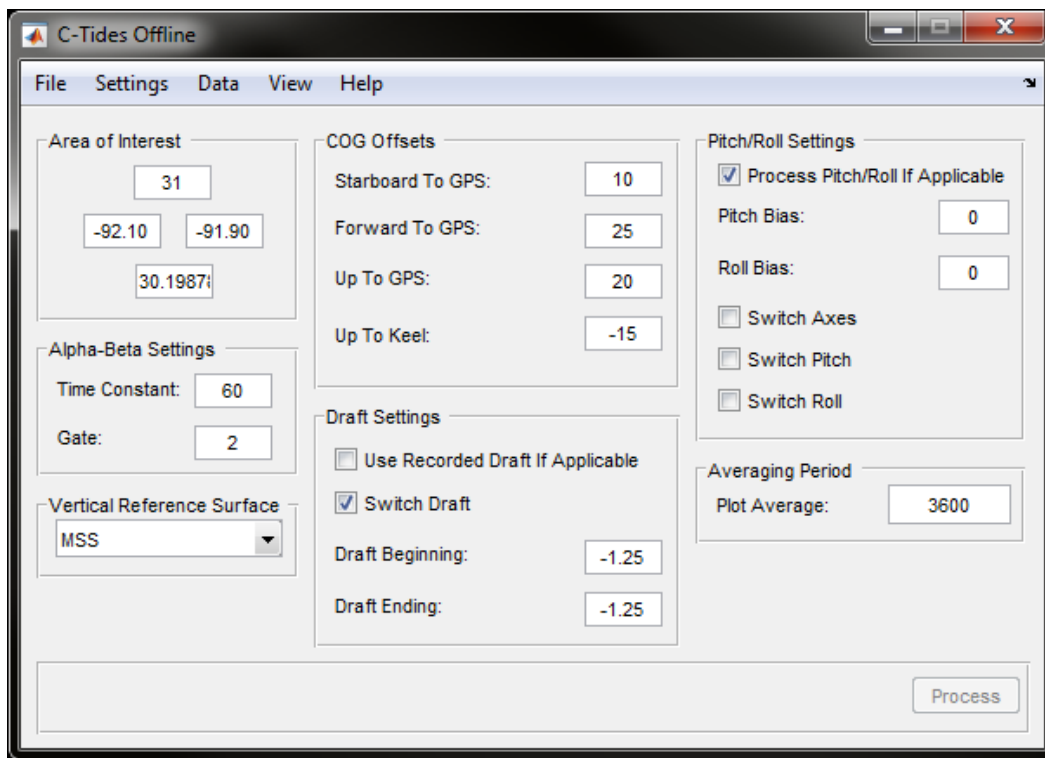 C-Tides Offline
File Settings Data View Help
Area of Interest
31
-92.10 -91.90
30.1987
Alpha-Beta Settings
Time Constant: 60
Gate: 2
Vertical Reference Surface
MSS
COG Offsets
Starboard To GPS: 10
Forward To GPS: 25
Up To GPS: 20
Up To Keel: -15
Draft Settings
Use Recorded Draft If Applicable
Switch Draft
Draft Beginning: -1.25
Draft Ending: -1.25
Pitch/Roll Settings
Process Pitch/Roll If Applicable
Pitch Bias: 0
Roll Bias: 0
Switch Axes
Switch Pitch
Switch Roll
Averaging Period
Plot Average: 3600
Process